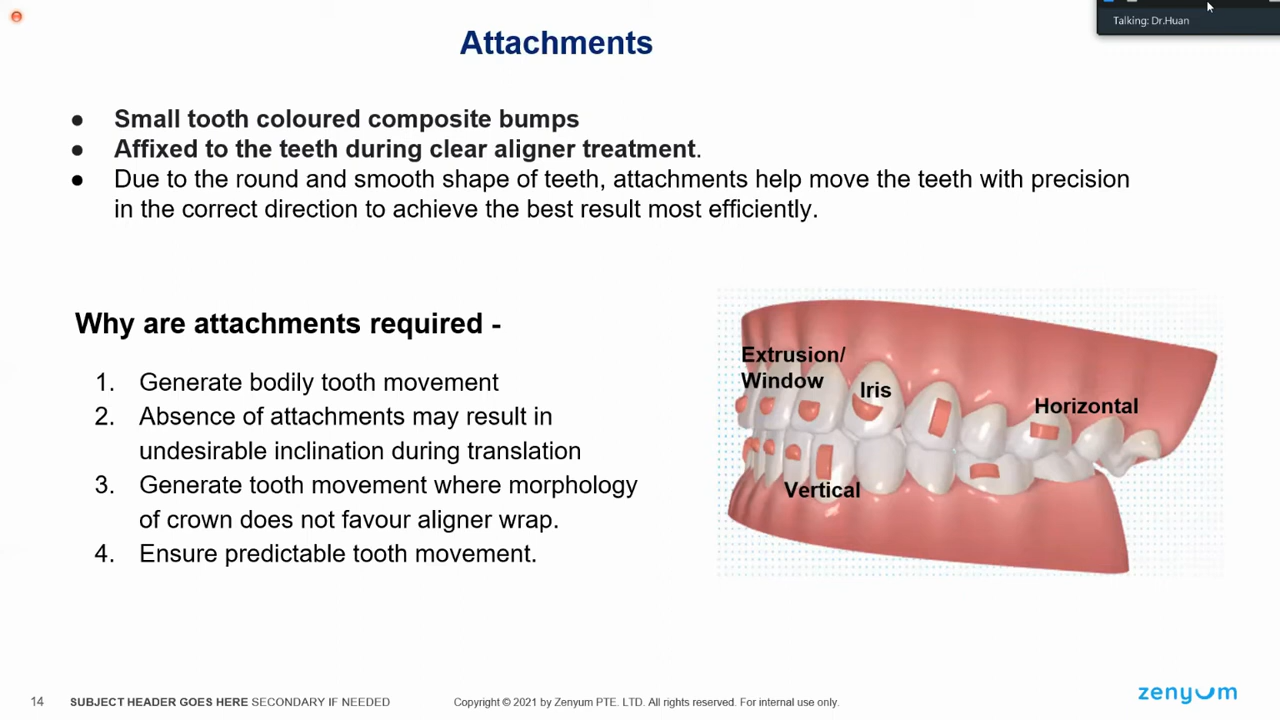 Talking: Dr.Huan
Attachments
● Small tooth coloured composite bumps
● Affixed to the teeth during clear aligner treatment.
● Due to the round and smooth shape of teeth, attachments help move the teeth with precision
in the correct direction to achieve the best result most efficiently.
Why are attachments required -
1. Generate bodily tooth movement
2. Absence of attachments may result in
undesirable inclination during translation
3. Generate tooth movement where morphology
of crown does not favour aligner wrap.
4. Ensure predictable tooth movement.
Extrusion/
Window
Iris
Horizontal
Vertical
14 SUBJECT HEADER GOES HERE SECONDARY IF NEEDED Copyright © 2021 by Zenyum PTE. LTD. All rights reserved. For internal use only.
zenyum